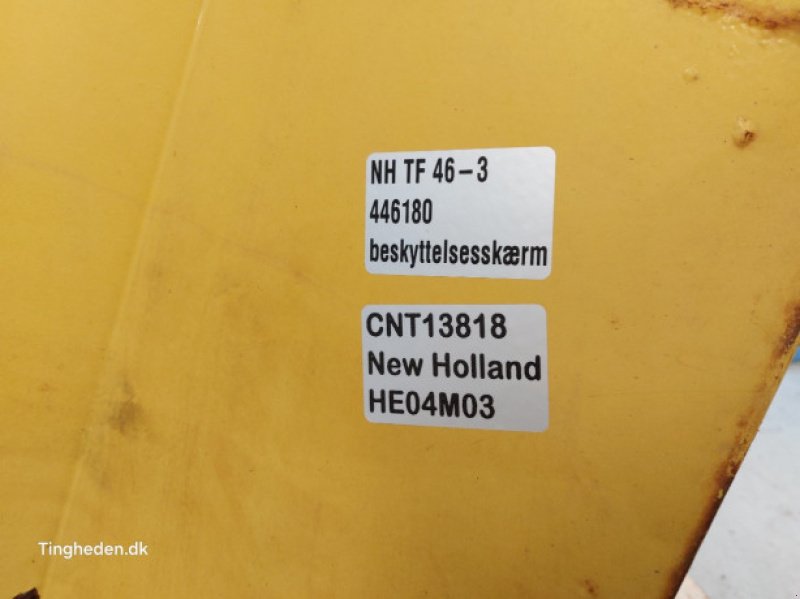 NH TF 46-3
446180
beskyttelsesskærm
CNT13818
New Holland
HE04M03
Tingheden.dk